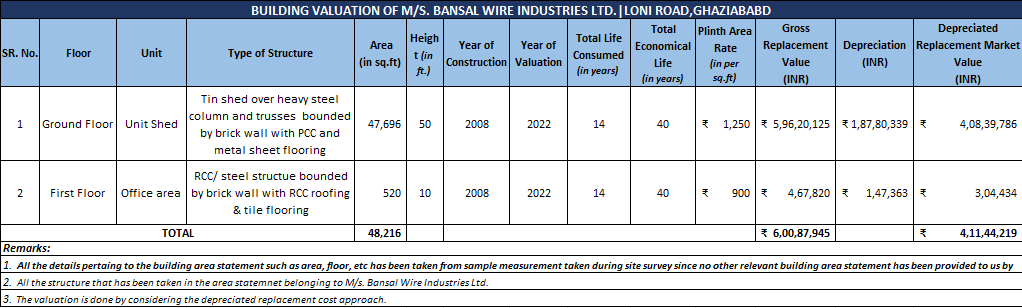 BUILDING VALUATION OF M/S. BANSAL WIRE INDUSTRIES LTD.|LONI ROAD,GHAZIABABD
SR. No. Floor Unit Type of Structure Area (in sq.ft) Heigh t (in ft.) Year of Construction Year of Valuation Total Life Consumed (in years) Total Economical Life (in years) Plinth Area Rate (in per sq.ft) Gross Replacement Value (INR) Depreciation (INR) Depreciated Replacement Market Value (INR)
1 Ground Floor Unit Shed Tin shed over heavy steel column and trusses bounded by brick wall with PCC and metal sheet flooring 47,696 50 2008 2022 14 40 ₹ 1,250 ₹ 5,96,20,125 ₹ 1,87,80,339 ₹ 4,08,39,786
2 First Floor Office area RCC/ steel structue bounded by brick wall with RCC roofing & tile flooring 520 10 2008 2022 14 40 ₹ 900 ₹ 4,67,820 ₹ 1,47,363 ₹ 3,04,434
TOTAL 48,216 ₹ 6,00,87,945 ₹ 4,11,44,219
Remarks:
1. All the details pertaing to the building area statement such as area, floor, etc has been taken from sample measurement taken during site survey since no other relevant building area statement has been provided to us by
2. All the structure that has been taken in the area statemnet belonging to M/s. Bansal Wire Industries Ltd.
3. The valuation is done by considering the depreciated replacement cost approach.